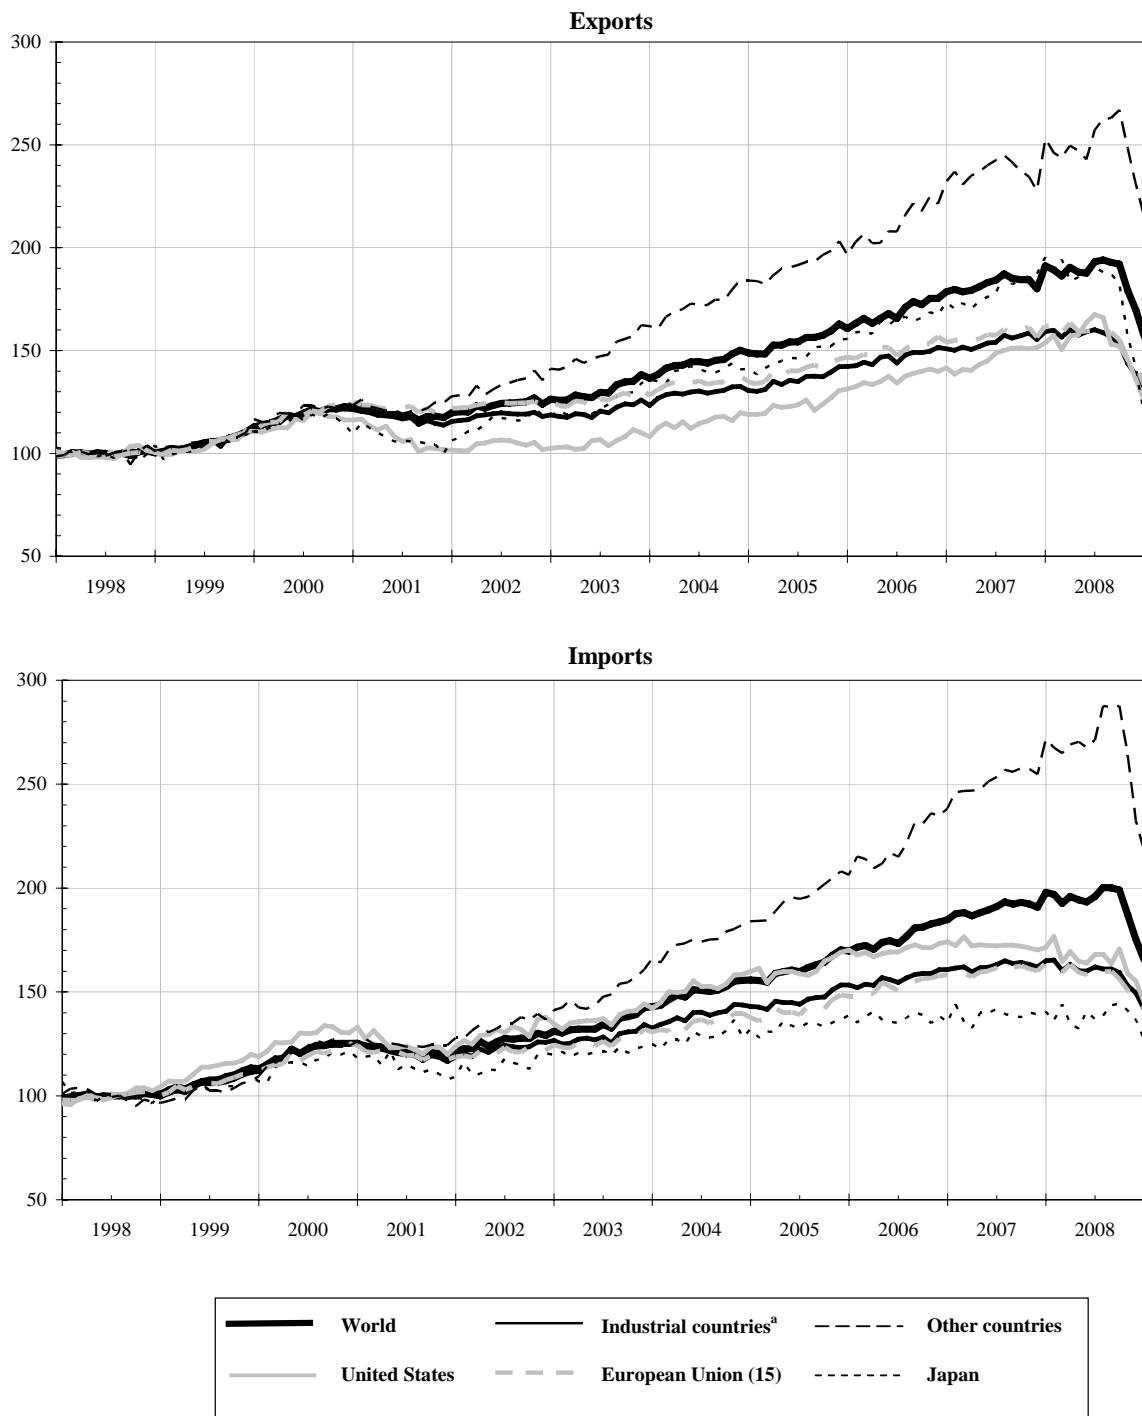 Exports
300
250
200
150
100
50
1998 1999 2000 2001 2002 2003 2004 2005 2006 2007 2008
Imports
300
250
200
150
100
50
1998 1999 2000 2001 2002 2003 2004 2005 2006 2007 2008
World Industrial countriesᵃ Other countries
United States European Union (15) Japan